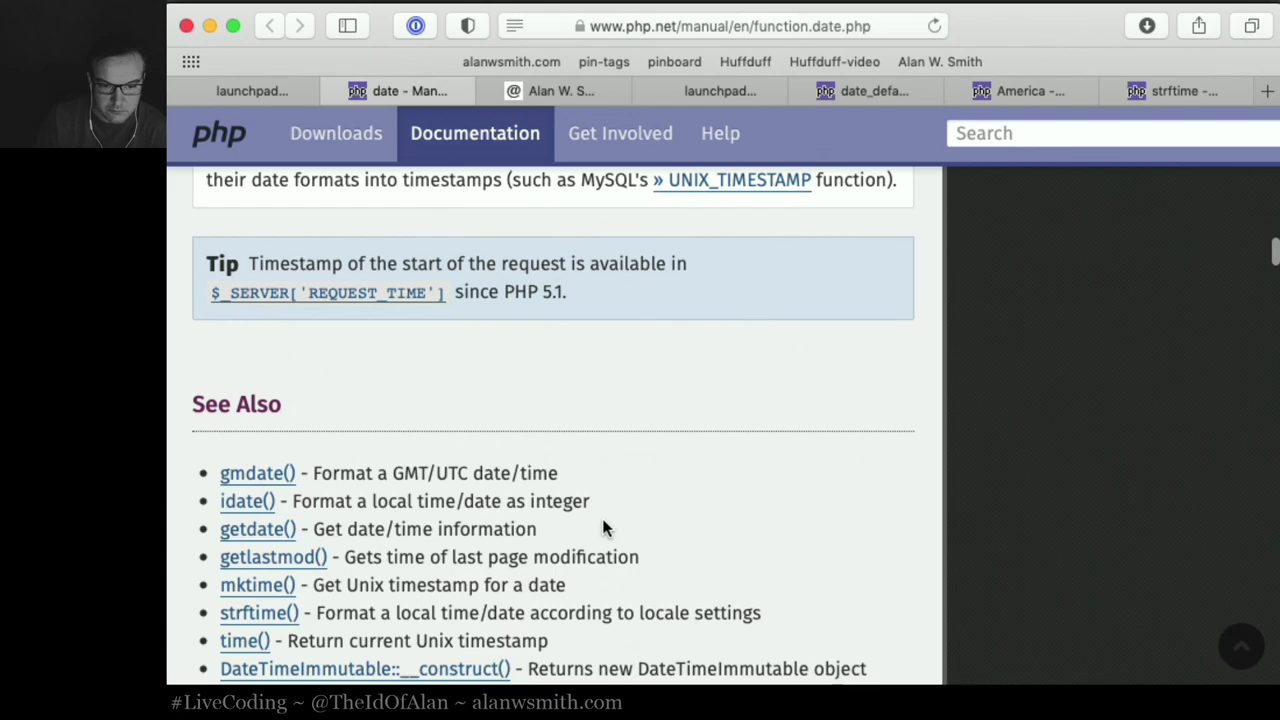 www.php.net/manual/en/function.date.php
alanwsmith.com pin-tags pinboard Huffduff Huffduff-video Alan W. Smith
launchpad... php date - Man... @ Alan W. S... launchpad... php date_defa... php America -... php strftime -...
php Downloads Documentation Get Involved Help Search
their date formats into timestamps (such as MySQL's » UNIX_TIMESTAMP function).
Tip Timestamp of the start of the request is available in
$_SERVER['REQUEST_TIME'] since PHP 5.1.
See Also
• gmdate() - Format a GMT/UTC date/time
• idate() - Format a local time/date as integer
• getdate() - Get date/time information
• getlastmod() - Gets time of last page modification
• mktime() - Get Unix timestamp for a date
• strftime() - Format a local time/date according to locale settings
• time() - Return current Unix timestamp
• DateTimeImmutable::__construct() - Returns new DateTimeImmutable object
#LiveCoding ~ @TheIdOfAlan ~ alanwsmith.com